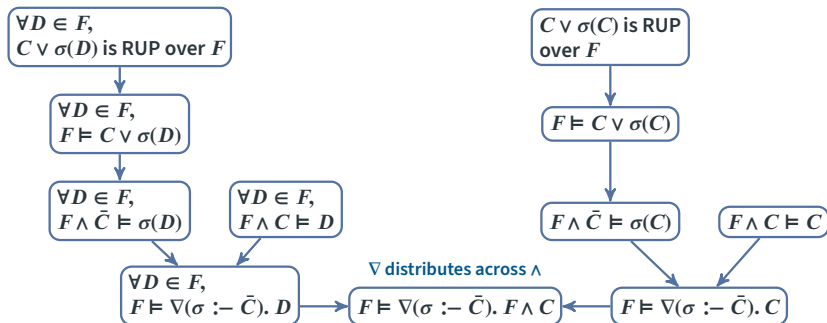 ∀D ∈ F,
C ∨ σ(D) is RUP over F
C ∨ σ(C) is RUP
over F
∀D ∈ F,
F ⊨ C ∨ σ(D)
F ⊨ C ∨ σ(C)
∀D ∈ F,
F ∧ C̄ ⊨ σ(D)
∀D ∈ F,
F ∧ C ⊨ D
F ∧ C̄ ⊨ σ(C)
F ∧ C ⊨ C
∇ distributes across ∧
∀D ∈ F,
F ⊨ ∇(σ :– C̄). D
F ⊨ ∇(σ :– C̄). F ∧ C
F ⊨ ∇(σ :– C̄). C